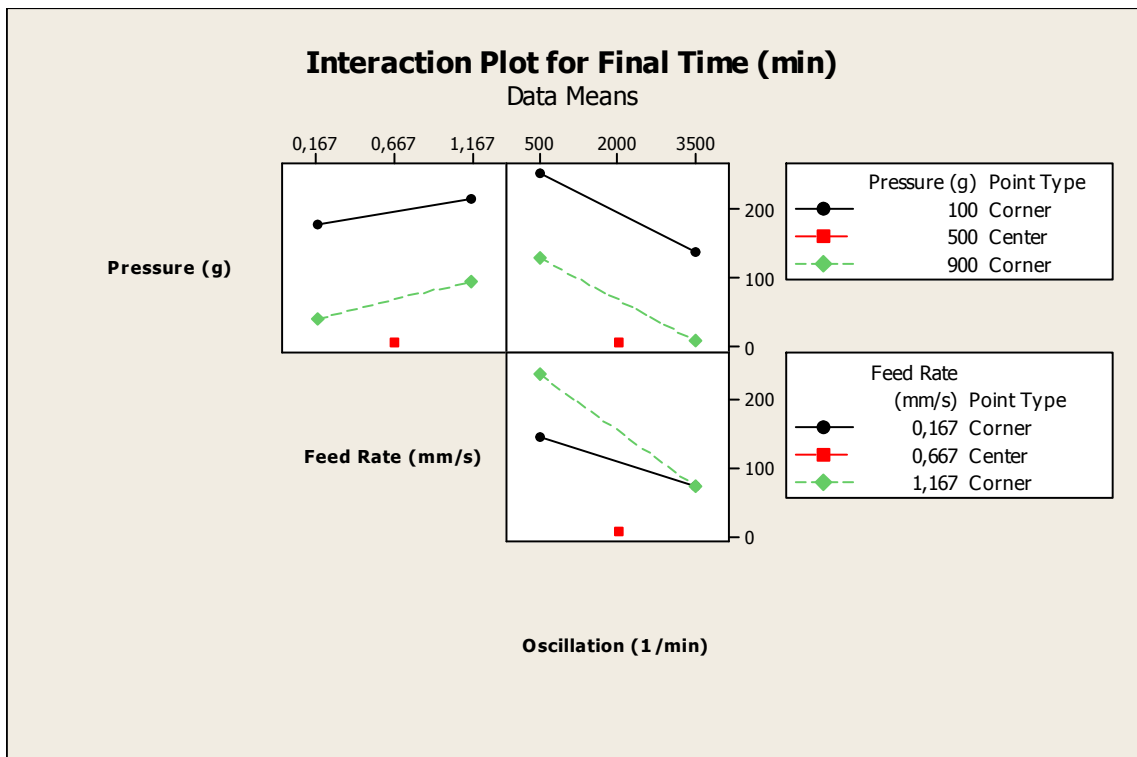 Interaction Plot for Final Time (min)
Data Means
0,167 0,667 1,167 500 2000 3500
Pressure (g) Point Type
100 Corner
500 Center
900 Corner
200
100
0
Pressure (g)
Feed Rate
(mm/s) Point Type
0,167 Corner
0,667 Center
1,167 Corner
200
100
0
Feed Rate (mm/s)
Oscillation (1/min)